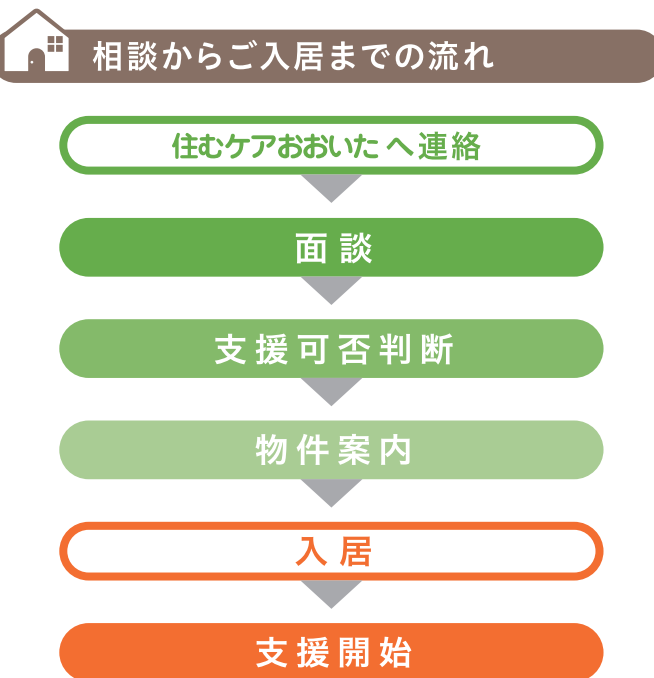 相談からご入居までの流れ
住むケアおおいたへ連絡
面談
支援可否判断
物件案内
入居
支援開始